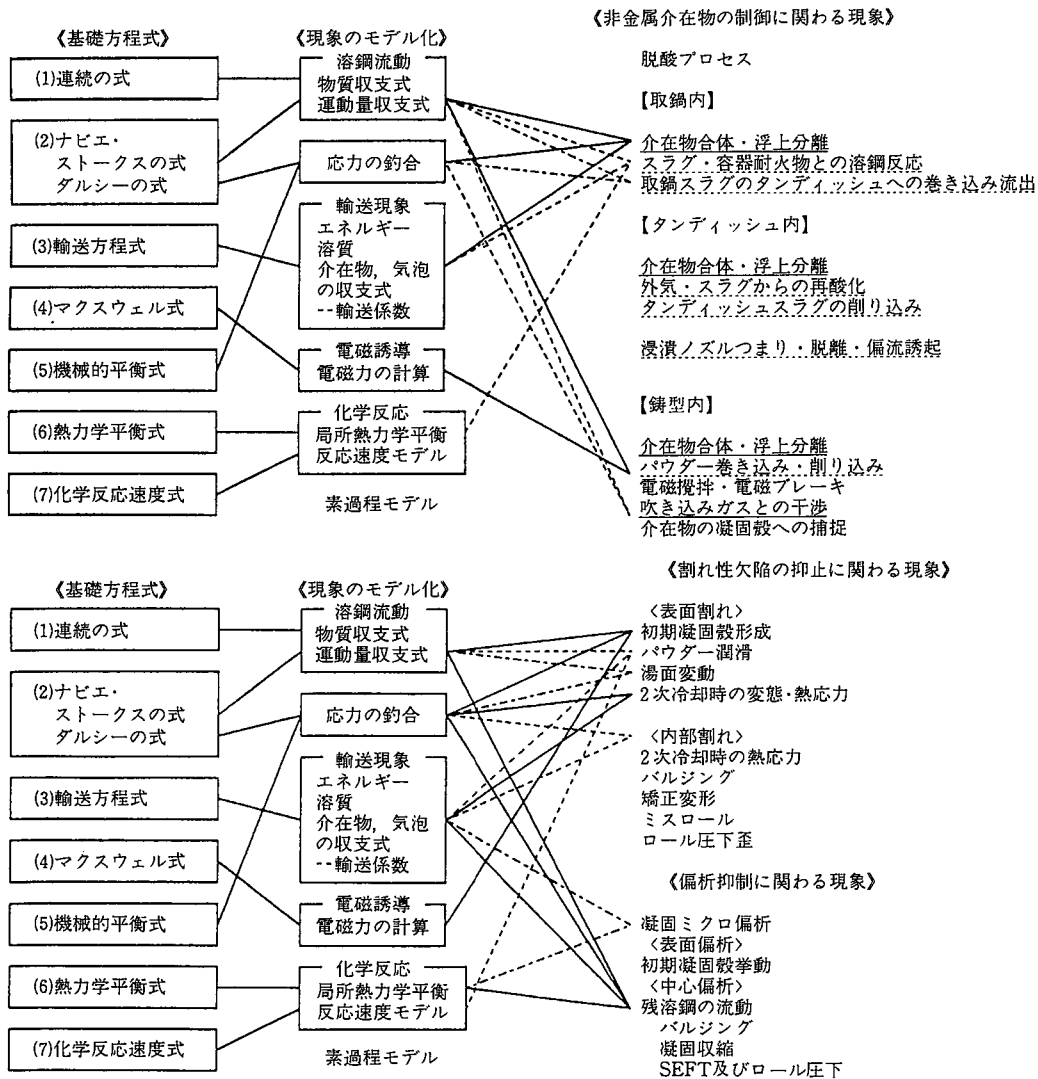 《基礎方程式》
(1)連続の式
(2)ナビエ・
ストークスの式
ダルシーの式
(3)輸送方程式
(4)マクスウェル式
(5)機械的平衡式
(6)熱力学平衡式
(7)化学反応速度式
《現象のモデル化》
溶鋼流動
物質収支式
運動量収支式
応力の釣合
輸送現象
エネルギー
溶質
介在物，気泡
の収支式
--輸送係数
電磁誘導
電磁力の計算
化学反応
局所熱力学平衡
反応速度モデル
素過程モデル
《非金属介在物の制御に関わる現象》
脱酸プロセス
【取鍋内】
介在物合体・浮上分離
スラグ・容器耐火物との溶鋼反応
取鍋スラグのタンディッシュへの巻き込み流出
【タンディッシュ内】
介在物合体・浮上分離
外気・スラグからの再酸化
タンディッシュスラグの削り込み
浸漬ノズルつまり・脱離・偏流誘起
【鋳型内】
介在物合体・浮上分離
パウダー巻き込み・削り込み
電磁攪拌・電磁ブレーキ
吹き込みガスとの干渉
介在物の凝固殻への捕捉
《基礎方程式》
(1)連続の式
(2)ナビエ・
ストークスの式
ダルシーの式
(3)輸送方程式
(4)マクスウェル式
(5)機械的平衡式
(6)熱力学平衡式
(7)化学反応速度式
《現象のモデル化》
溶鋼流動
物質収支式
運動量収支式
応力の釣合
輸送現象
エネルギー
溶質
介在物，気泡
の収支式
--輸送係数
電磁誘導
電磁力の計算
化学反応
局所熱力学平衡
反応速度モデル
素過程モデル
《割れ性欠陥の抑止に関わる現象》
〈表面割れ〉
初期凝固殻形成
パウダー潤滑
湯面変動
2次冷却時の変態・熱応力
〈内部割れ〉
2次冷却時の熱応力
バルジング
矯正変形
ミスロール
ロール圧下歪
《偏析抑制に関わる現象》
凝固ミクロ偏析
〈表面偏析〉
初期凝固殻挙動
〈中心偏析〉
残溶鋼の流動
バルジング
凝固収縮
SEFT及びロール圧下